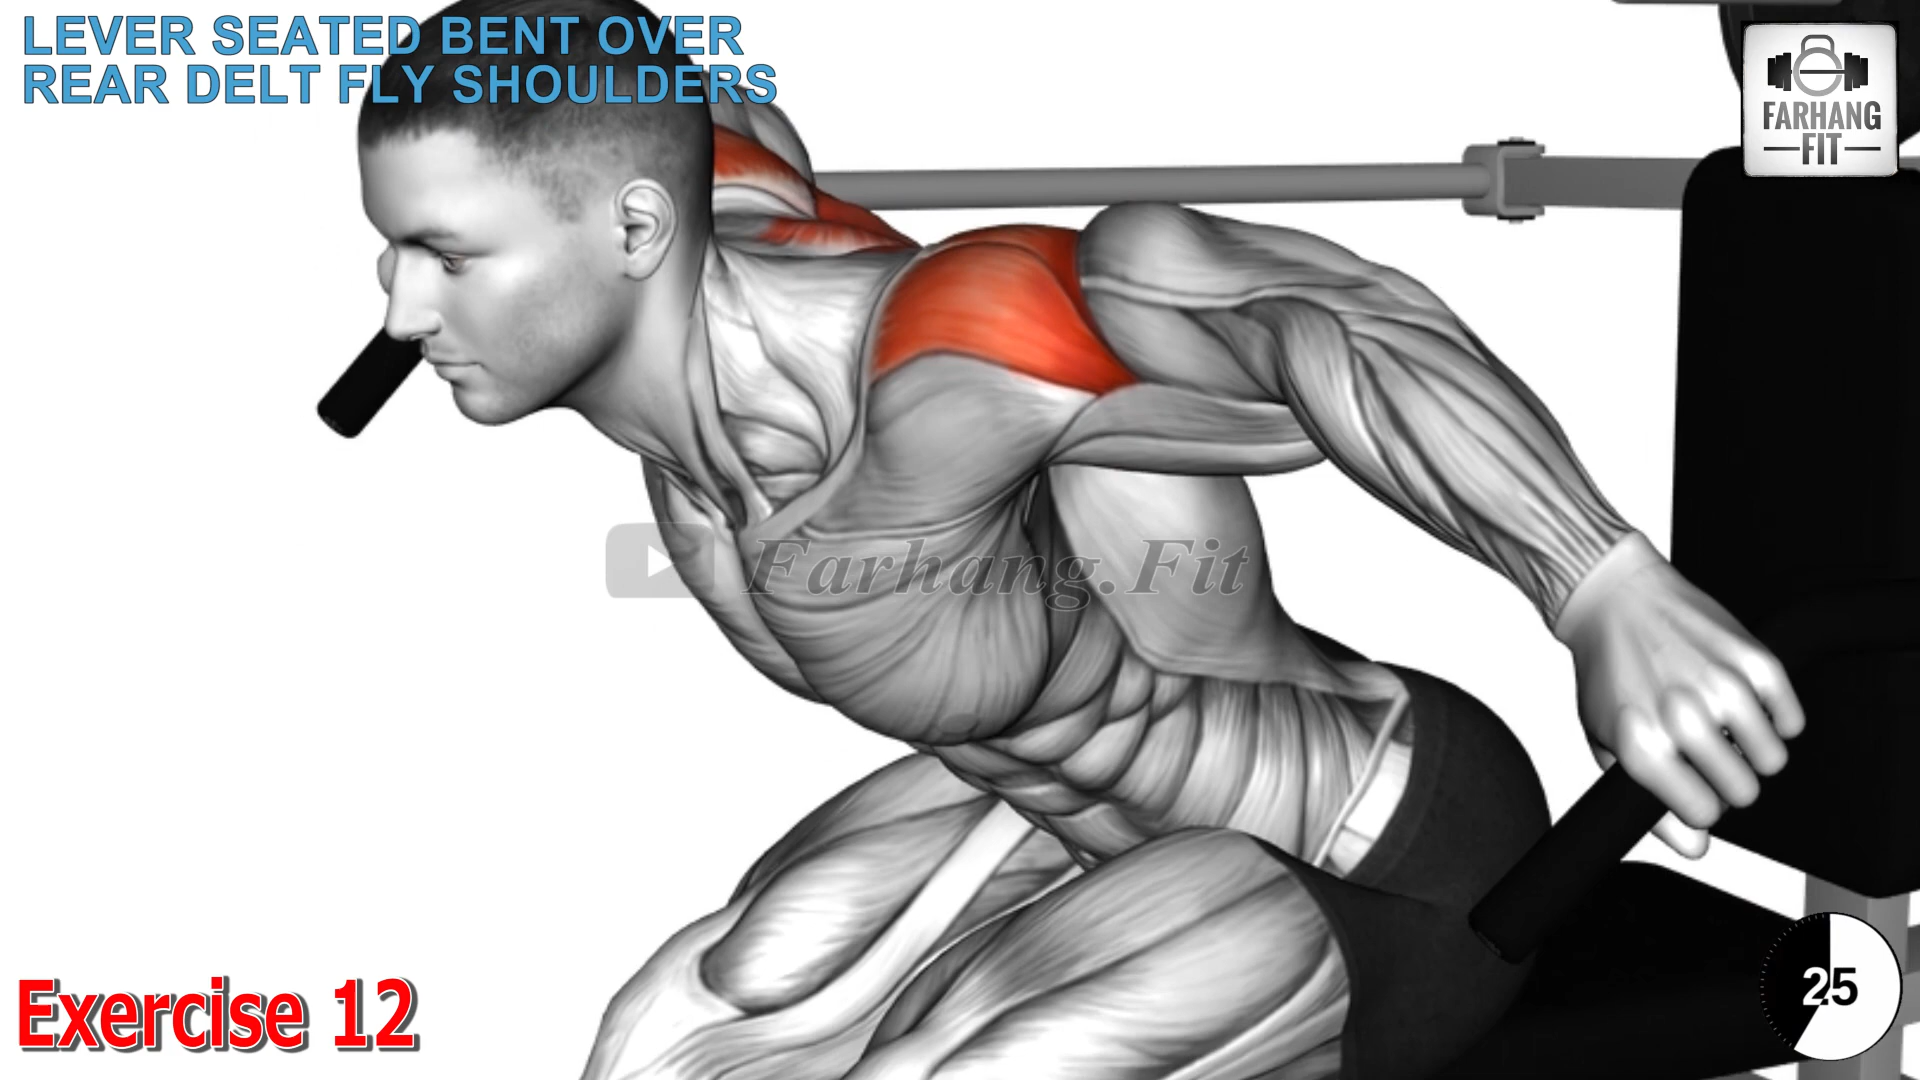 LEVER SEATED BENT OVER
REAR DELT FLY SHOULDERS
FARHANG
FIT
Farhang.Fit
Exercise 12
25